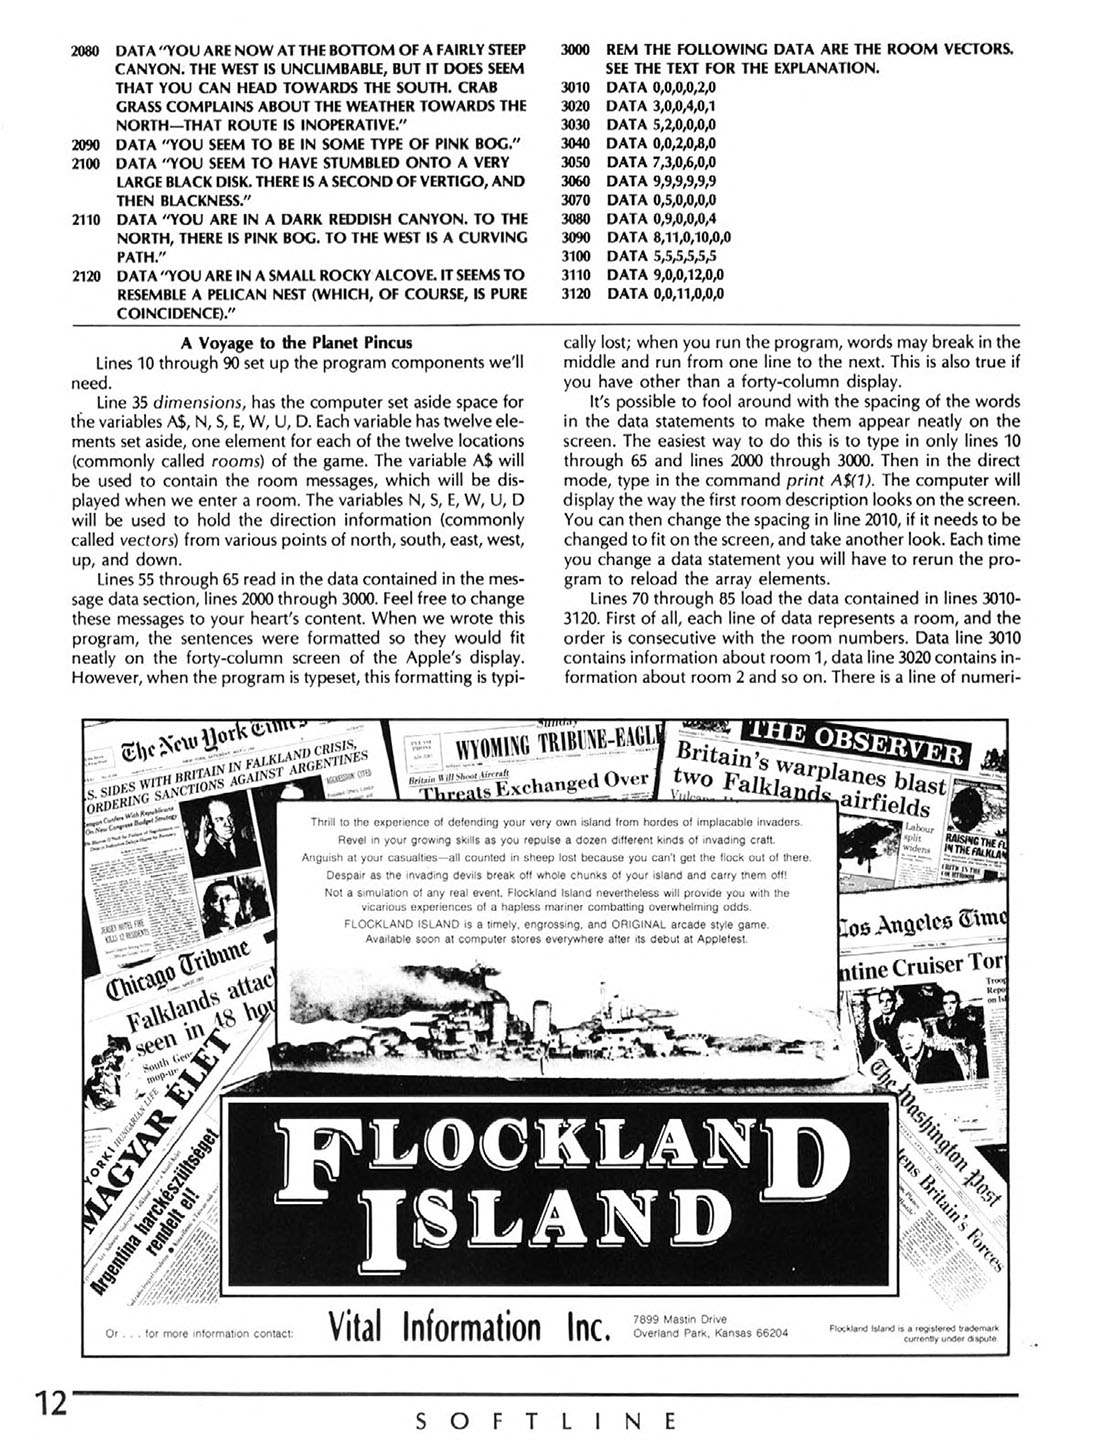 2080 DATA "YOU ARE NOW AT THE BOTTOM OF A FAIRLY STEEP
CANYON. THE WEST IS UNCLIMBABLE, BUT IT DOES SEEM
THAT YOU CAN HEAD TOWARDS THE SOUTH. CRAB
GRASS COMPLAINS ABOUT THE WEATHER TOWARDS THE
NORTH—THAT ROUTE IS INOPERATIVE."
2090 DATA "YOU SEEM TO BE IN SOME TYPE OF PINK BOG."
2100 DATA "YOU SEEM TO HAVE STUMBLED ONTO A VERY
LARGE BLACK DISK. THERE IS A SECOND OF VERTIGO, AND
THEN BLACKNESS."
2110 DATA "YOU ARE IN A DARK REDDISH CANYON. TO THE
NORTH, THERE IS PINK BOG. TO THE WEST IS A CURVING
PATH."
2120 DATA "YOU ARE IN A SMALL ROCKY ALCOVE. IT SEEMS TO
RESEMBLE A PELICAN NEST (WHICH, OF COURSE, IS PURE
COINCIDENCE)."
3000 REM THE FOLLOWING DATA ARE THE ROOM VECTORS.
SEE THE TEXT FOR THE EXPLANATION.
3010 DATA 0,0,0,0,2,0
3020 DATA 3,0,0,4,0,1
3030 DATA 5,2,0,0,0,0
3040 DATA 0,0,2,0,8,0
3050 DATA 7,3,0,6,0,0
3060 DATA 9,9,9,9,9,9
3070 DATA 0,5,0,0,0,0
3080 DATA 0,9,0,0,0,4
3090 DATA 8,11,0,10,0,0
3100 DATA 5,5,5,5,5,5
3110 DATA 9,0,0,12,0,0
3120 DATA 0,0,11,0,0,0
A Voyage to the Planet Pincus
Lines 10 through 90 set up the program components we'll
need.
Line 35 dimensions, has the computer set aside space for
the variables A$, N, S, E, W, U, D. Each variable has twelve ele-
ments set aside, one element for each of the twelve locations
(commonly called rooms) of the game. The variable A$ will
be used to contain the room messages, which will be dis-
played when we enter a room. The variables N, S, E, W, U, D
will be used to hold the direction information (commonly
called vectors) from various points of north, south, east, west,
up, and down.
Lines 55 through 65 read in the data contained in the mes-
sage data section, lines 2000 through 3000. Feel free to change
these messages to your heart's content. When we wrote this
program, the sentences were formatted so they would fit
neatly on the forty-column screen of the Apple's display.
However, when the program is typeset, this formatting is typi-
cally lost; when you run the program, words may break in the
middle and run from one line to the next. This is also true if
you have other than a forty-column display.
It's possible to fool around with the spacing of the words
in the data statements to make them appear neatly on the
screen. The easiest way to do this is to type in only lines 10
through 65 and lines 2000 through 3000. Then in the direct
mode, type in the command print A$(1). The computer will
display the way the first room description looks on the screen.
You can then change the spacing in line 2010, if it needs to be
changed to fit on the screen, and take another look. Each time
you change a data statement you will have to rerun the pro-
gram to reload the array elements.
Lines 70 through 85 load the data contained in lines 3010-
3120. First of all, each line of data represents a room, and the
order is consecutive with the room numbers. Data line 3010
contains information about room 1, data line 3020 contains in-
formation about room 2 and so on. There is a line of numeri-
The New York Times
S. SIDES WITH BRITAIN IN FALKLAND CRISIS,
ORDERING SANCTIONS AGAINST ARGENTINES
AGGRESSION CITED
JERSEY HOTEL FIRE
KILLS 12 RESIDENTS
Sunday
WYOMING TRIBUNE-EAGLE
Britain Will Shoot Aircraft
Threats Exchanged Over
THE OBSERVER
Britain's warplanes blast
two Falklands airfields
Labour
split
widens
RAISING THE FL
IN THE FALKLA
Thrill to the experience of defending your very own island from hordes of implacable invaders.
Revel in your growing skills as you repulse a dozen different kinds of invading craft.
Anguish at your casualties—all counted in sheep lost because you can't get the flock out of there.
Despair as the invading devils break off whole chunks of your island and carry them off!
Not a simulation of any real event, Flockland Island nevertheless will provide you with the
vicarious experiences of a hapless mariner combatting overwhelming odds.
FLOCKLAND ISLAND is a timely, engrossing, and ORIGINAL arcade style game.
Available soon at computer stores everywhere after its debut at Applefest.
Los Angeles Time
ntine Cruiser Tor
Chicago Tribune
Falklands attac
seen in 48 hou
South Geo
mop-up
HUNGARIAN LIFE
MAGYAR ÉLET
Argentina harckészültséget
rendelt el!
The Washington Post
tens Britain's Forces
FLOCKLAND
ISLAND
Or . . . for more information contact:
Vital Information Inc.
7899 Mastin Drive
Overland Park, Kansas 66204
Flockland Island is a registered trademark
currently under dispute.
12
SOFTLINE